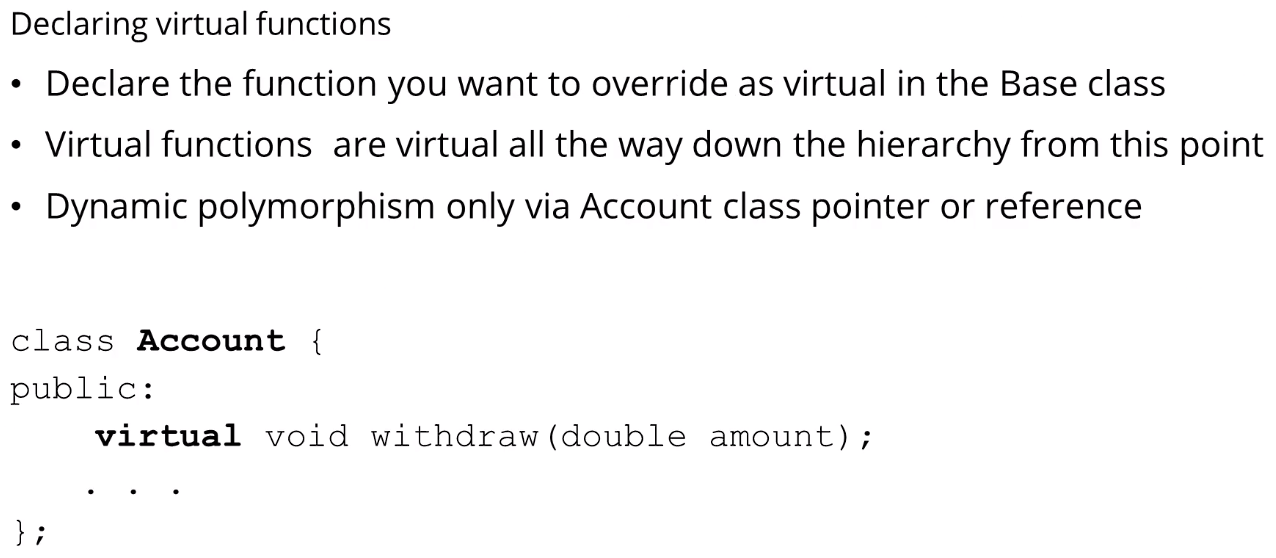 Declaring virtual functions
• Declare the function you want to override as virtual in the Base class
• Virtual functions  are virtual all the way down the hierarchy from this point
• Dynamic polymorphism only via Account class pointer or reference
class Account {
public:
    virtual void withdraw(double amount);
    . . .
};